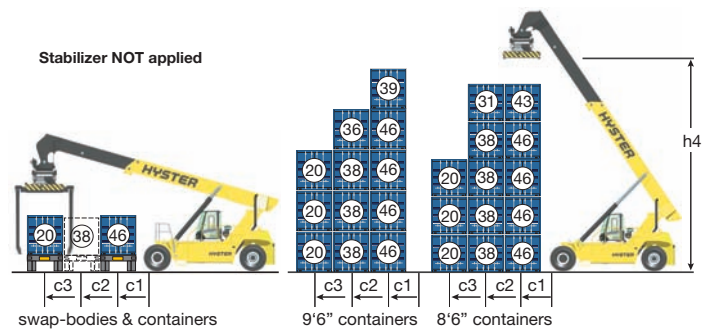 Stabilizer NOT applied
HYSTER
HYSTER
20 38 46
c3 c2 c1
swap-bodies & containers
39
36 46
20 38 46
20 38 46
20 38 46
c3 c2 c1
9‘6” containers
31 43
38 46
20 38 46
20 38 46
20 38 46
c3 c2 c1
8‘6” containers
HYSTER
HYSTER
h4